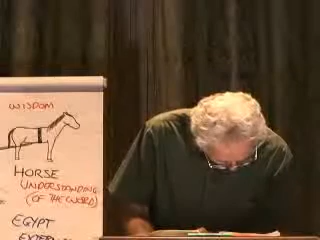 WISDOM
HORSE
UNDERSTANDING
(OF THE WORD)
EGYPT